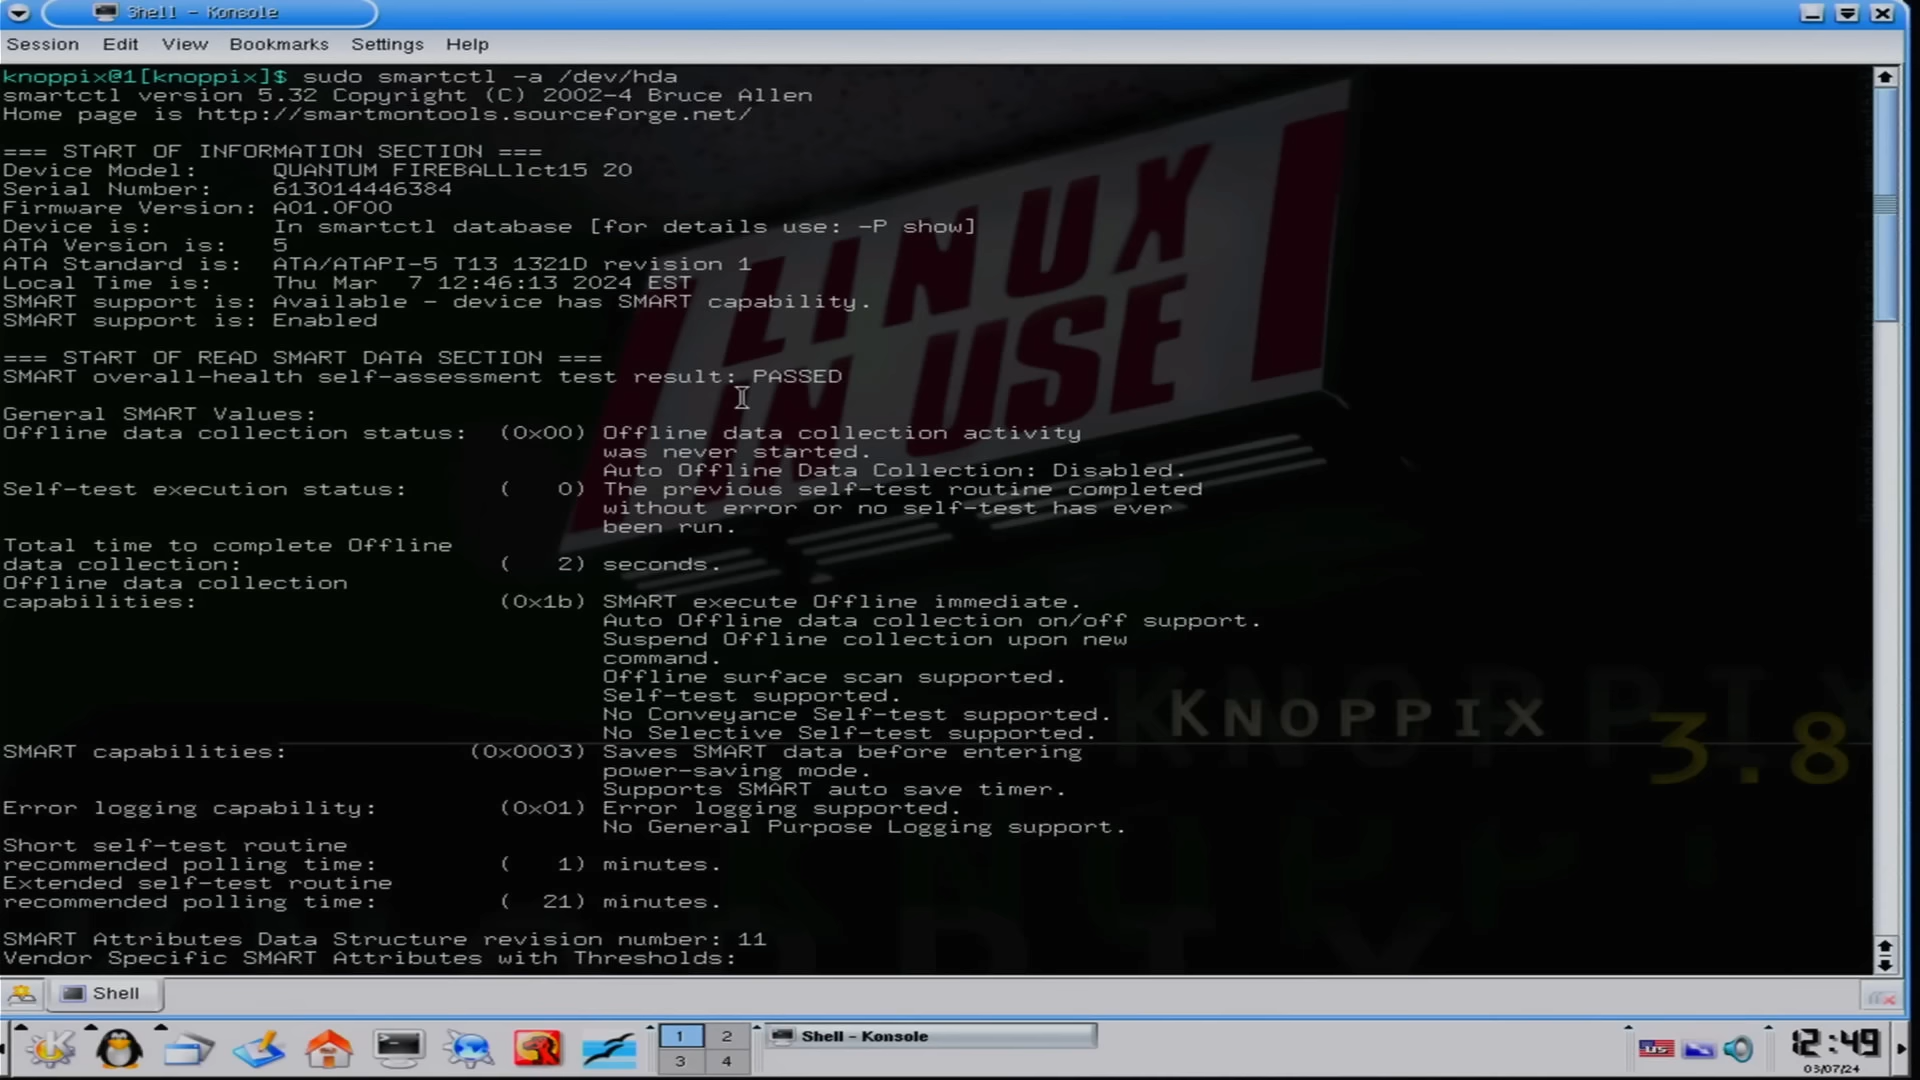 Shell - Konsole
Session Edit View Bookmarks Settings Help
knoppix@1[knoppix]$ sudo smartctl -a /dev/hda
smartctl version 5.32 Copyright (C) 2002-4 Bruce Allen
Home page is http://smartmontools.sourceforge.net/
=== START OF INFORMATION SECTION ===
Device Model:     QUANTUM FIREBALLlct15 20
Serial Number:    613014446384
Firmware Version: A01.0F00
Device is:        In smartctl database [for details use: -P show]
ATA Version is:   5
ATA Standard is:  ATA/ATAPI-5 T13 1321D revision 1
Local Time is:    Thu Mar  7 12:46:13 2024 EST
SMART support is: Available - device has SMART capability.
SMART support is: Enabled
=== START OF READ SMART DATA SECTION ===
SMART overall-health self-assessment test result: PASSED
General SMART Values:
Offline data collection status:  (0x00) Offline data collection activity
was never started.
Auto Offline Data Collection: Disabled.
Self-test execution status:      (   0) The previous self-test routine completed
without error or no self-test has ever
been run.
Total time to complete Offline
data collection:                 (   2) seconds.
Offline data collection
capabilities:                    (0x1b) SMART execute Offline immediate.
Auto Offline data collection on/off support.
Suspend Offline collection upon new
command.
Offline surface scan supported.
Self-test supported.
No Conveyance Self-test supported.
No Selective Self-test supported.
SMART capabilities:            (0x0003) Saves SMART data before entering
power-saving mode.
Supports SMART auto save timer.
Error logging capability:        (0x01) Error logging supported.
No General Purpose Logging support.
Short self-test routine
recommended polling time:        (   1) minutes.
Extended self-test routine
recommended polling time:        (  21) minutes.
SMART Attributes Data Structure revision number: 11
Vendor Specific SMART Attributes with Thresholds:
LINUX
IN USE
KNOPPIX
KNOPPIX 3.8
Shell
1 2
3 4
Shell - Konsole
US
12:49
03/07/24